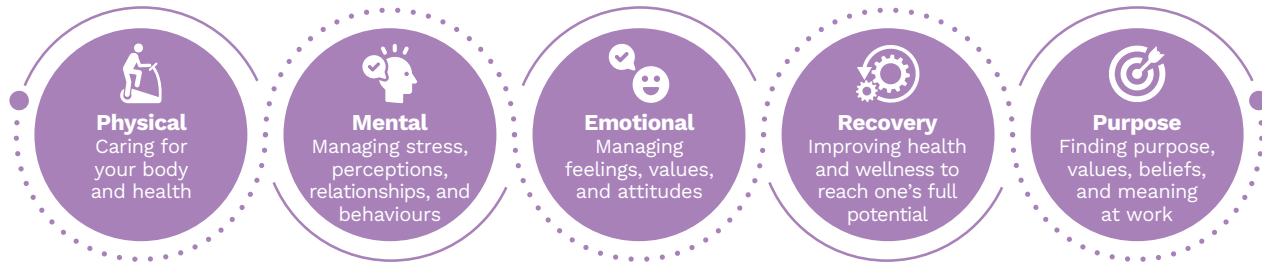 Physical
Caring for
your body
and health
Mental
Managing stress,
perceptions,
relationships, and
behaviours
Emotional
Managing
feelings, values,
and attitudes
Recovery
Improving health
and wellness to
reach one’s full
potential
Purpose
Finding purpose,
values, beliefs,
and meaning
at work